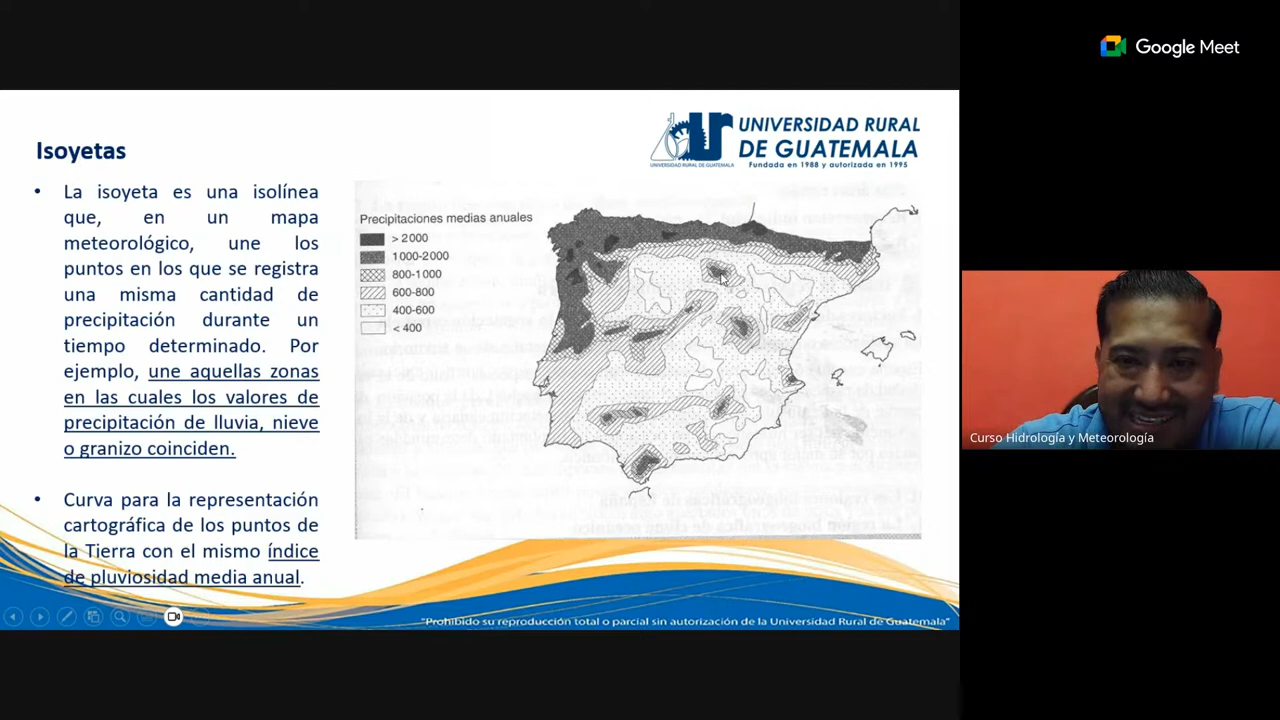 Google Meet
UNIVERSIDAD RURAL
DE GUATEMALA
Fundada en 1988 y autorizada en 1995
UNIVERSIDAD RURAL DE GUATEMALA
Isoyetas
• La isoyeta es una isolínea
que, en un mapa
meteorológico, une los
puntos en los que se registra
una misma cantidad de
precipitación durante un
tiempo determinado. Por
ejemplo, une aquellas zonas
en las cuales los valores de
precipitación de lluvia, nieve
o granizo coinciden.
• Curva para la representación
cartográfica de los puntos de
la Tierra con el mismo índice
de pluviosidad media anual.
Precipitaciones medias anuales
> 2000
1000-2000
800-1000
600-800
400-600
< 400
Curso Hidrología y Meteorología
"Prohibido su reproducción total o parcial sin autorización de la Universidad Rural de Guatemala"